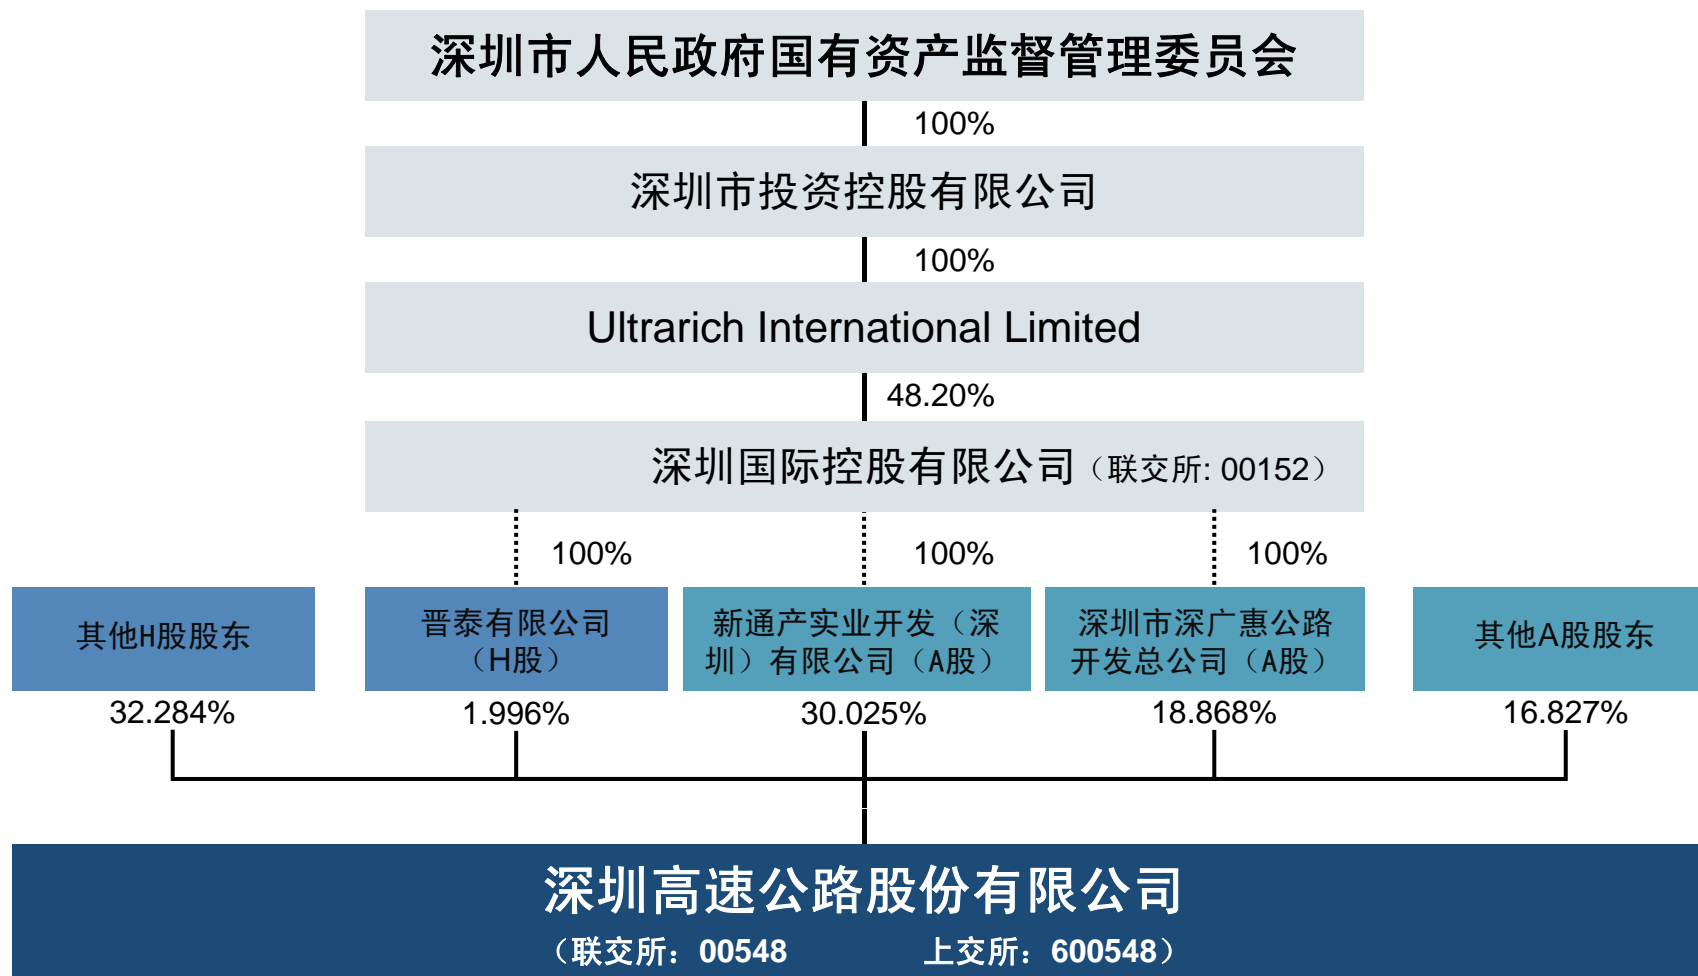 深圳市人民政府国有资产监督管理委员会
100%
深圳市投资控股有限公司
100%
Ultrarich International Limited
48.20%
深圳国际控股有限公司（联交所: 00152）
100%
100%
100%
其他H股股东
晋泰有限公司
（H股）
新通产实业开发（深
圳）有限公司（A股）
深圳市深广惠公路
开发总公司（A股）
其他A股股东
32.284%
1.996%
30.025%
18.868%
16.827%
深圳高速公路股份有限公司
（联交所：00548 上交所：600548）